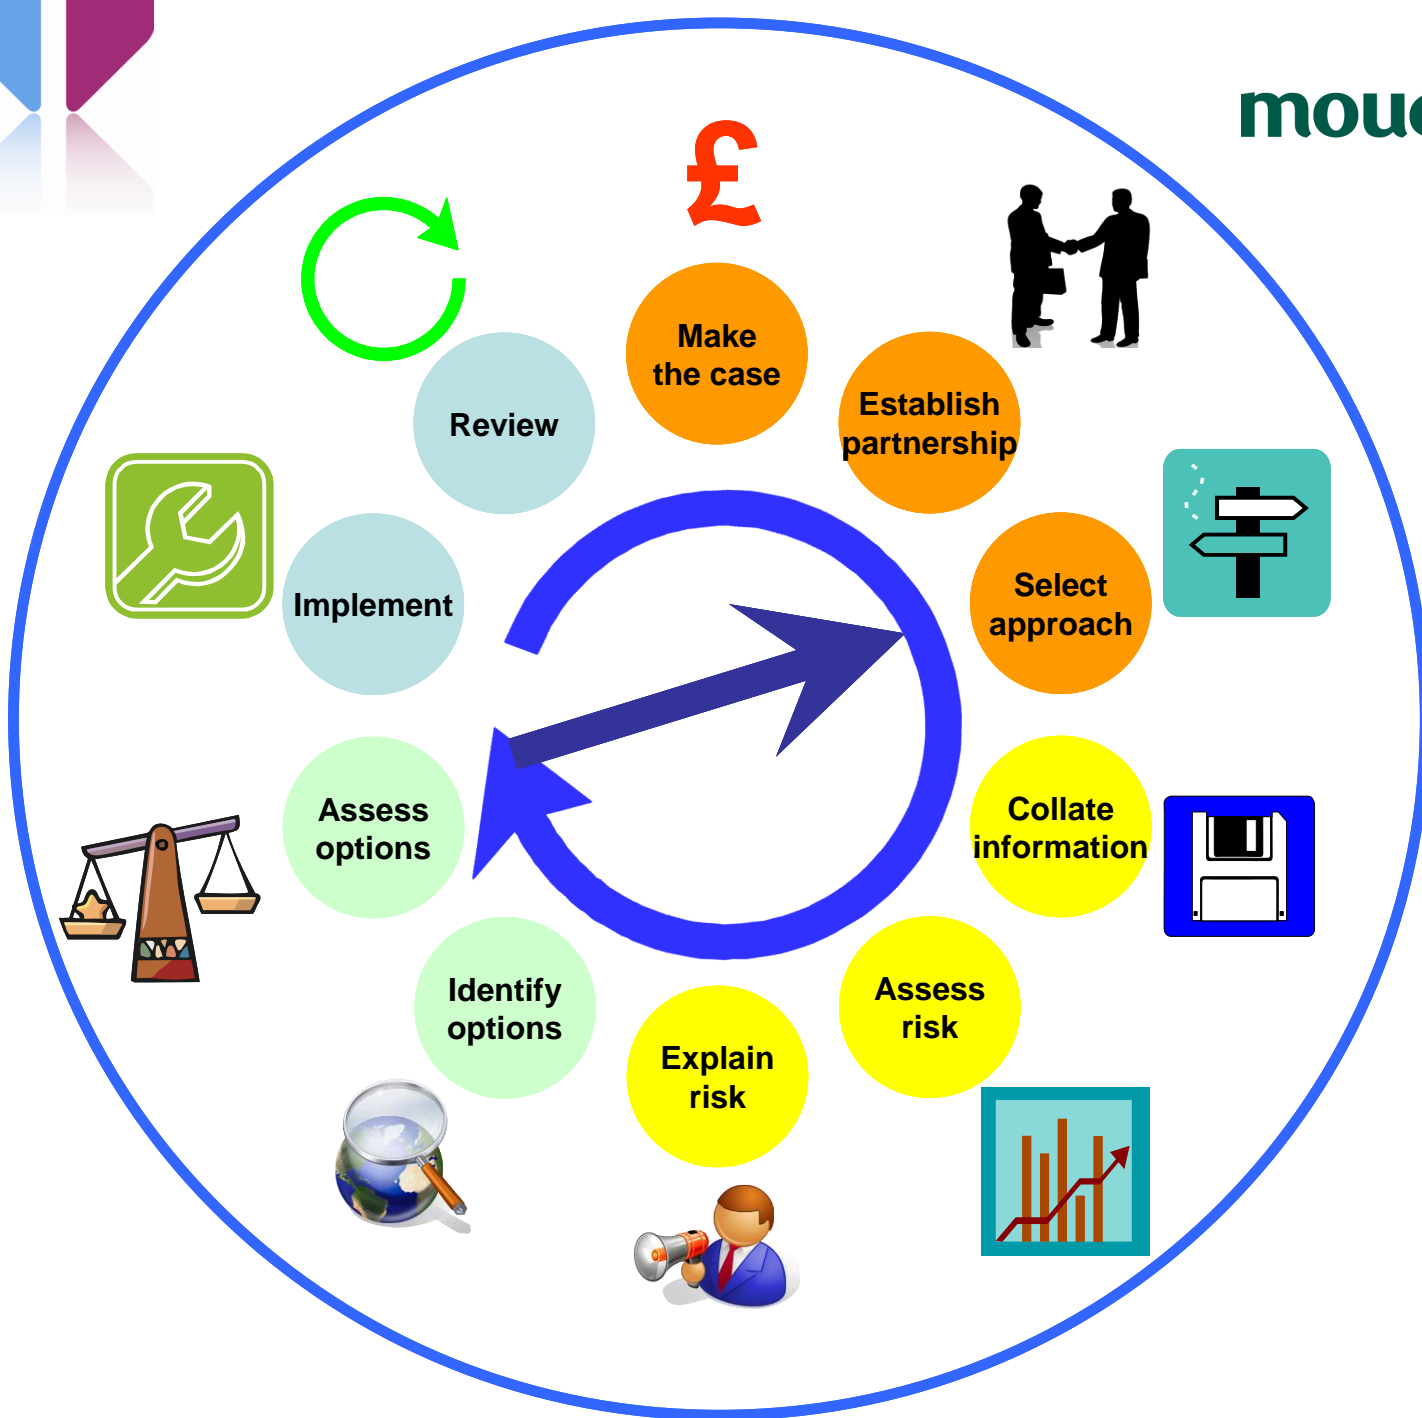 mouc
£
Make
the case
Establish
partnership
Select
approach
Collate
information
Assess
risk
Explain
risk
Identify
options
Assess
options
Implement
Review